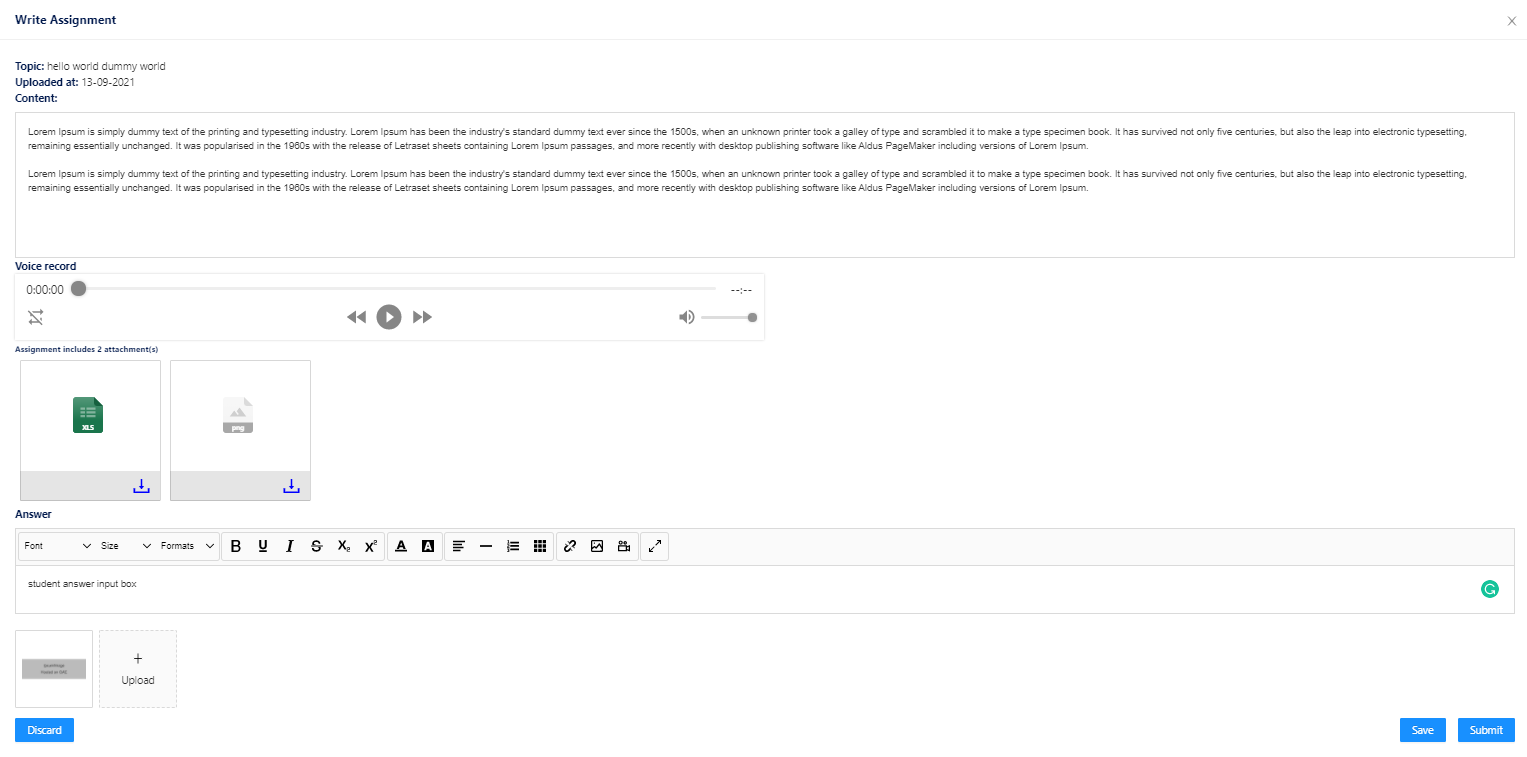 Write Assignment
Topic: hello world dummy world
Uploaded at: 13-09-2021
Content:
Lorem Ipsum is simply dummy text of the printing and typesetting industry. Lorem Ipsum has been the industry's standard dummy text ever since the 1500s, when an unknown printer took a galley of type and scrambled it to make a type specimen book. It has survived not only five centuries, but also the leap into electronic typesetting,
remaining essentially unchanged. It was popularised in the 1960s with the release of Letraset sheets containing Lorem Ipsum passages, and more recently with desktop publishing software like Aldus PageMaker including versions of Lorem Ipsum.
Lorem Ipsum is simply dummy text of the printing and typesetting industry. Lorem Ipsum has been the industry's standard dummy text ever since the 1500s, when an unknown printer took a galley of type and scrambled it to make a type specimen book. It has survived not only five centuries, but also the leap into electronic typesetting,
remaining essentially unchanged. It was popularised in the 1960s with the release of Letraset sheets containing Lorem Ipsum passages, and more recently with desktop publishing software like Aldus PageMaker including versions of Lorem Ipsum.
Voice record
0:00:00 --:--
Assignment includes 2 attachment(s)
XLS png
Answer
Font Size Formats B U I S X₂ X² A A
student answer input box
Upload
Discard Save Submit